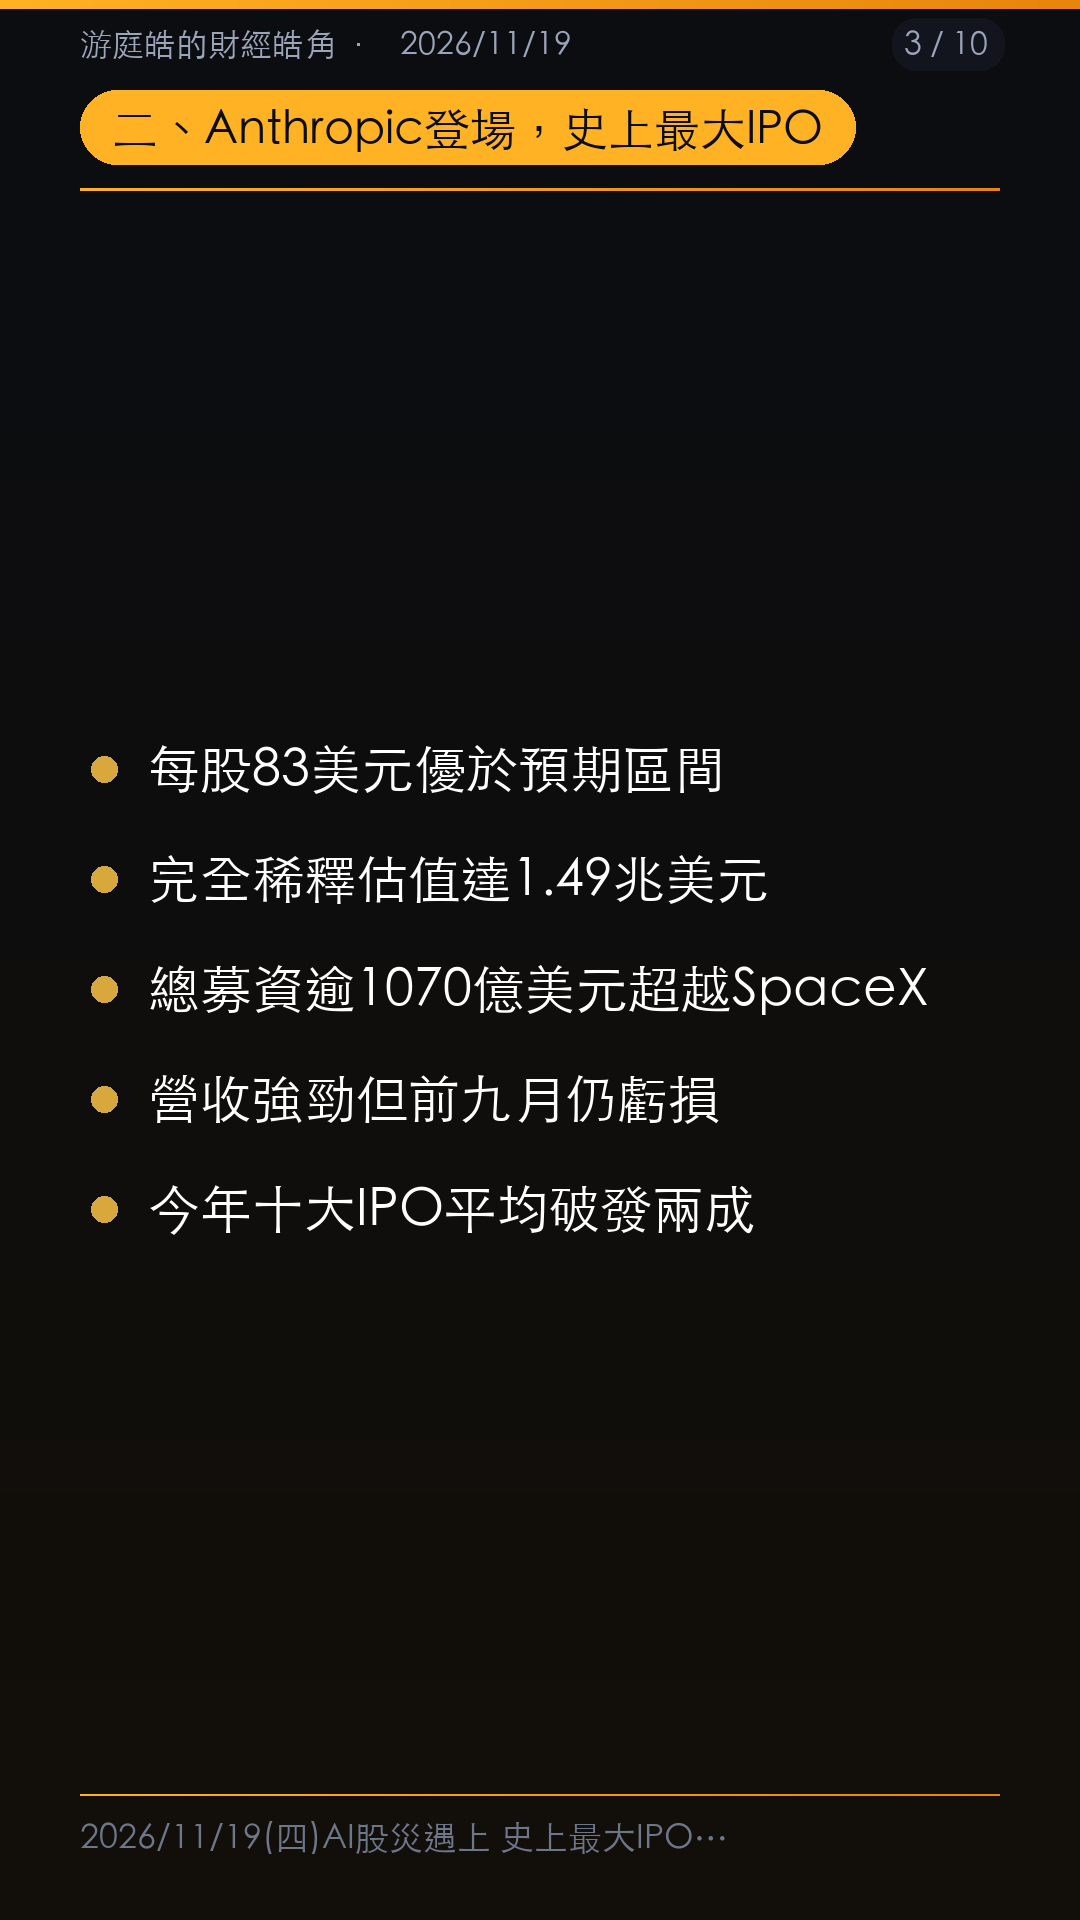 游庭皓的財經皓角 · 2026/11/19
3 / 10
二、Anthropic登場，史上最大IPO
每股83美元優於預期區間
完全稀釋估值達1.49兆美元
總募資逾1070億美元超越SpaceX
營收強勁但前九月仍虧損
今年十大IPO平均破發兩成
2026/11/19(四)AI股災遇上 史上最大IPO…